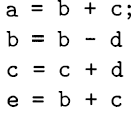 a = b + c;
b = b - d
c = c + d
e = b + c